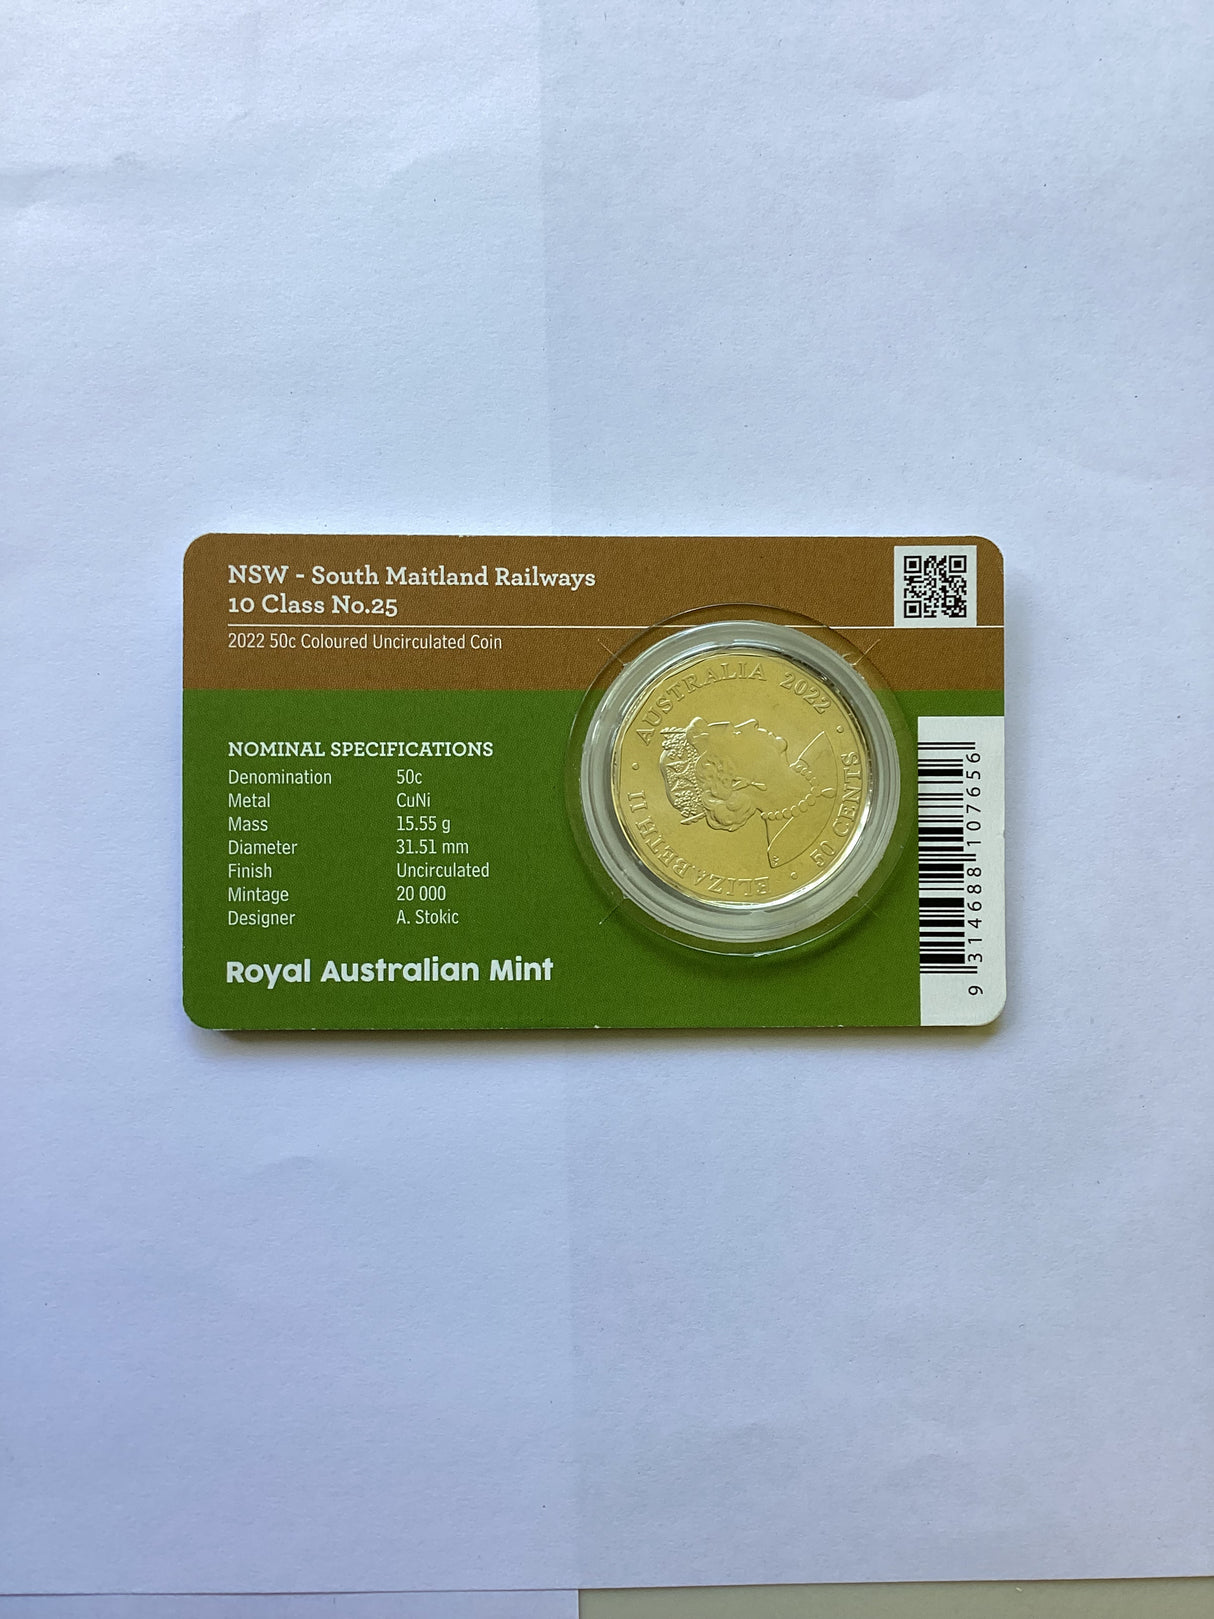 NSW - South Maitland Railways
10 Class No.25
2022 50c Coloured Uncirculated Coin
NOMINAL SPECIFICATIONS
Denomination 50c
Metal CuNi
Mass 15.55 g
Diameter 31.51 mm
Finish Uncirculated
Mintage 20 000
Designer A. Stokic
Royal Australian Mint
ELIZABETH II · AUSTRALIA 2022 · 50 CENTS ·
9 314688 107656